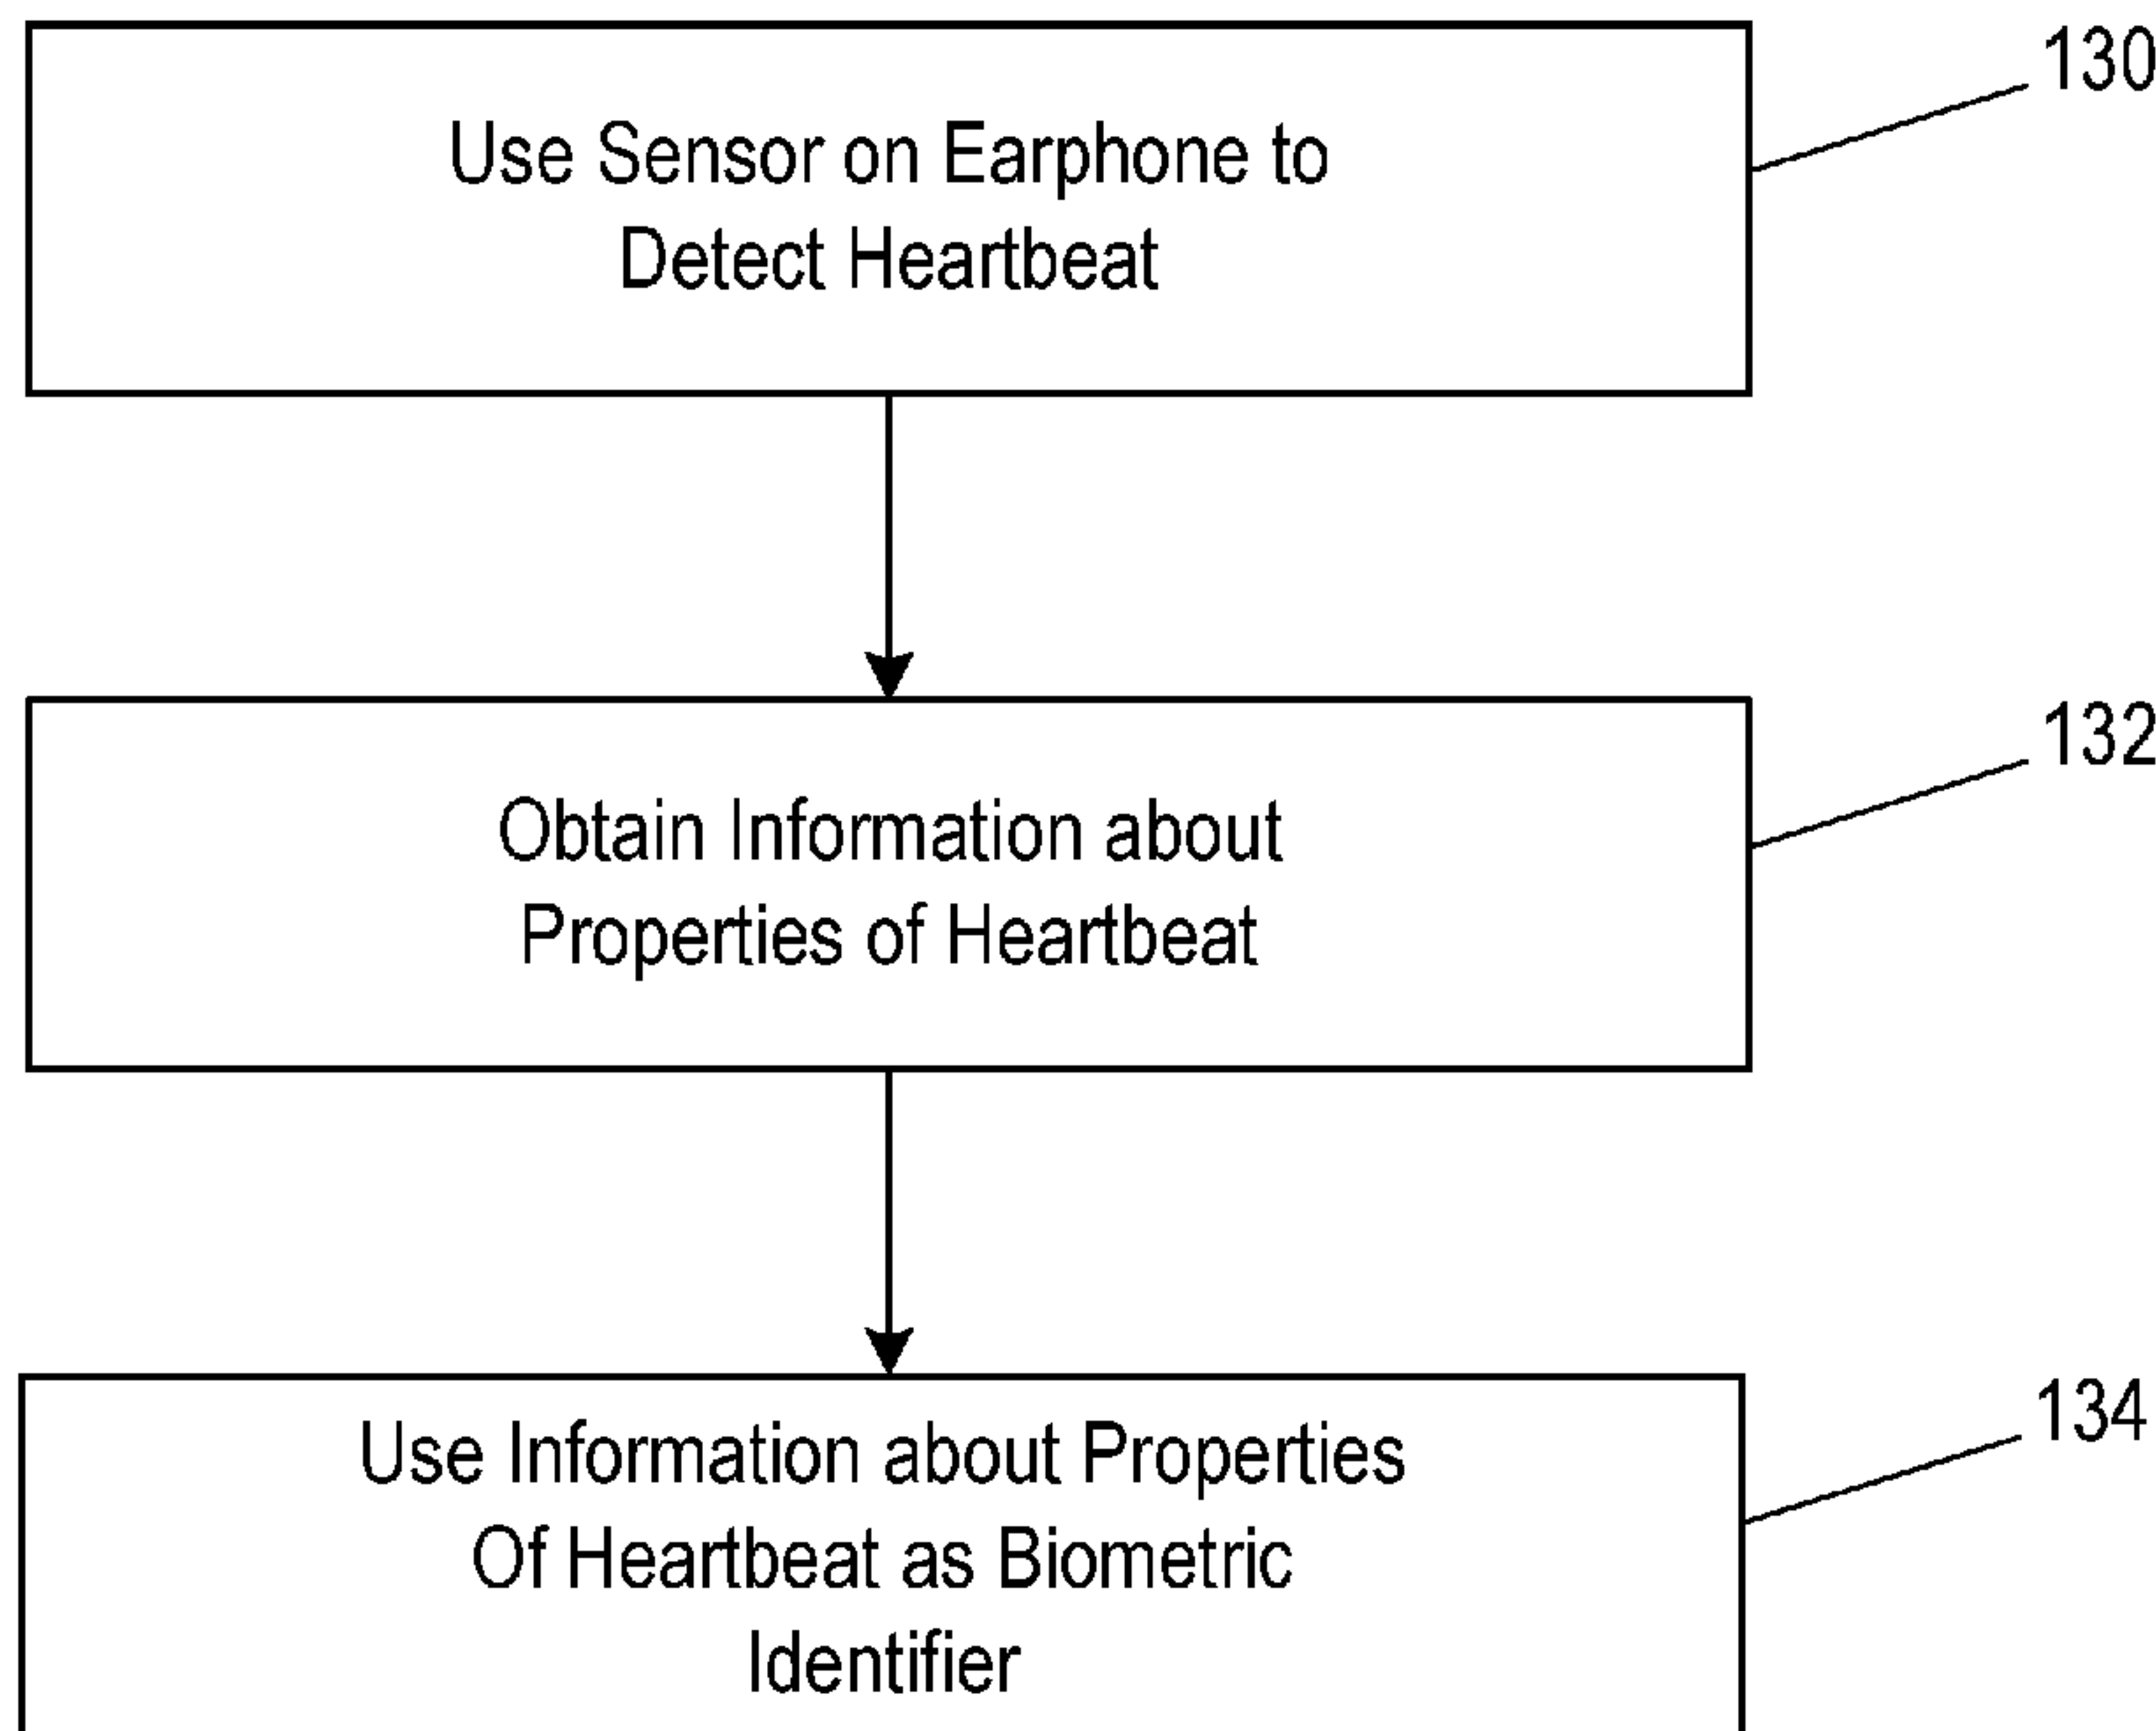 130
Use Sensor on Earphone to
Detect Heartbeat
132
Obtain Information about
Properties of Heartbeat
134
Use Information about Properties
Of Heartbeat as Biometric
Identifier